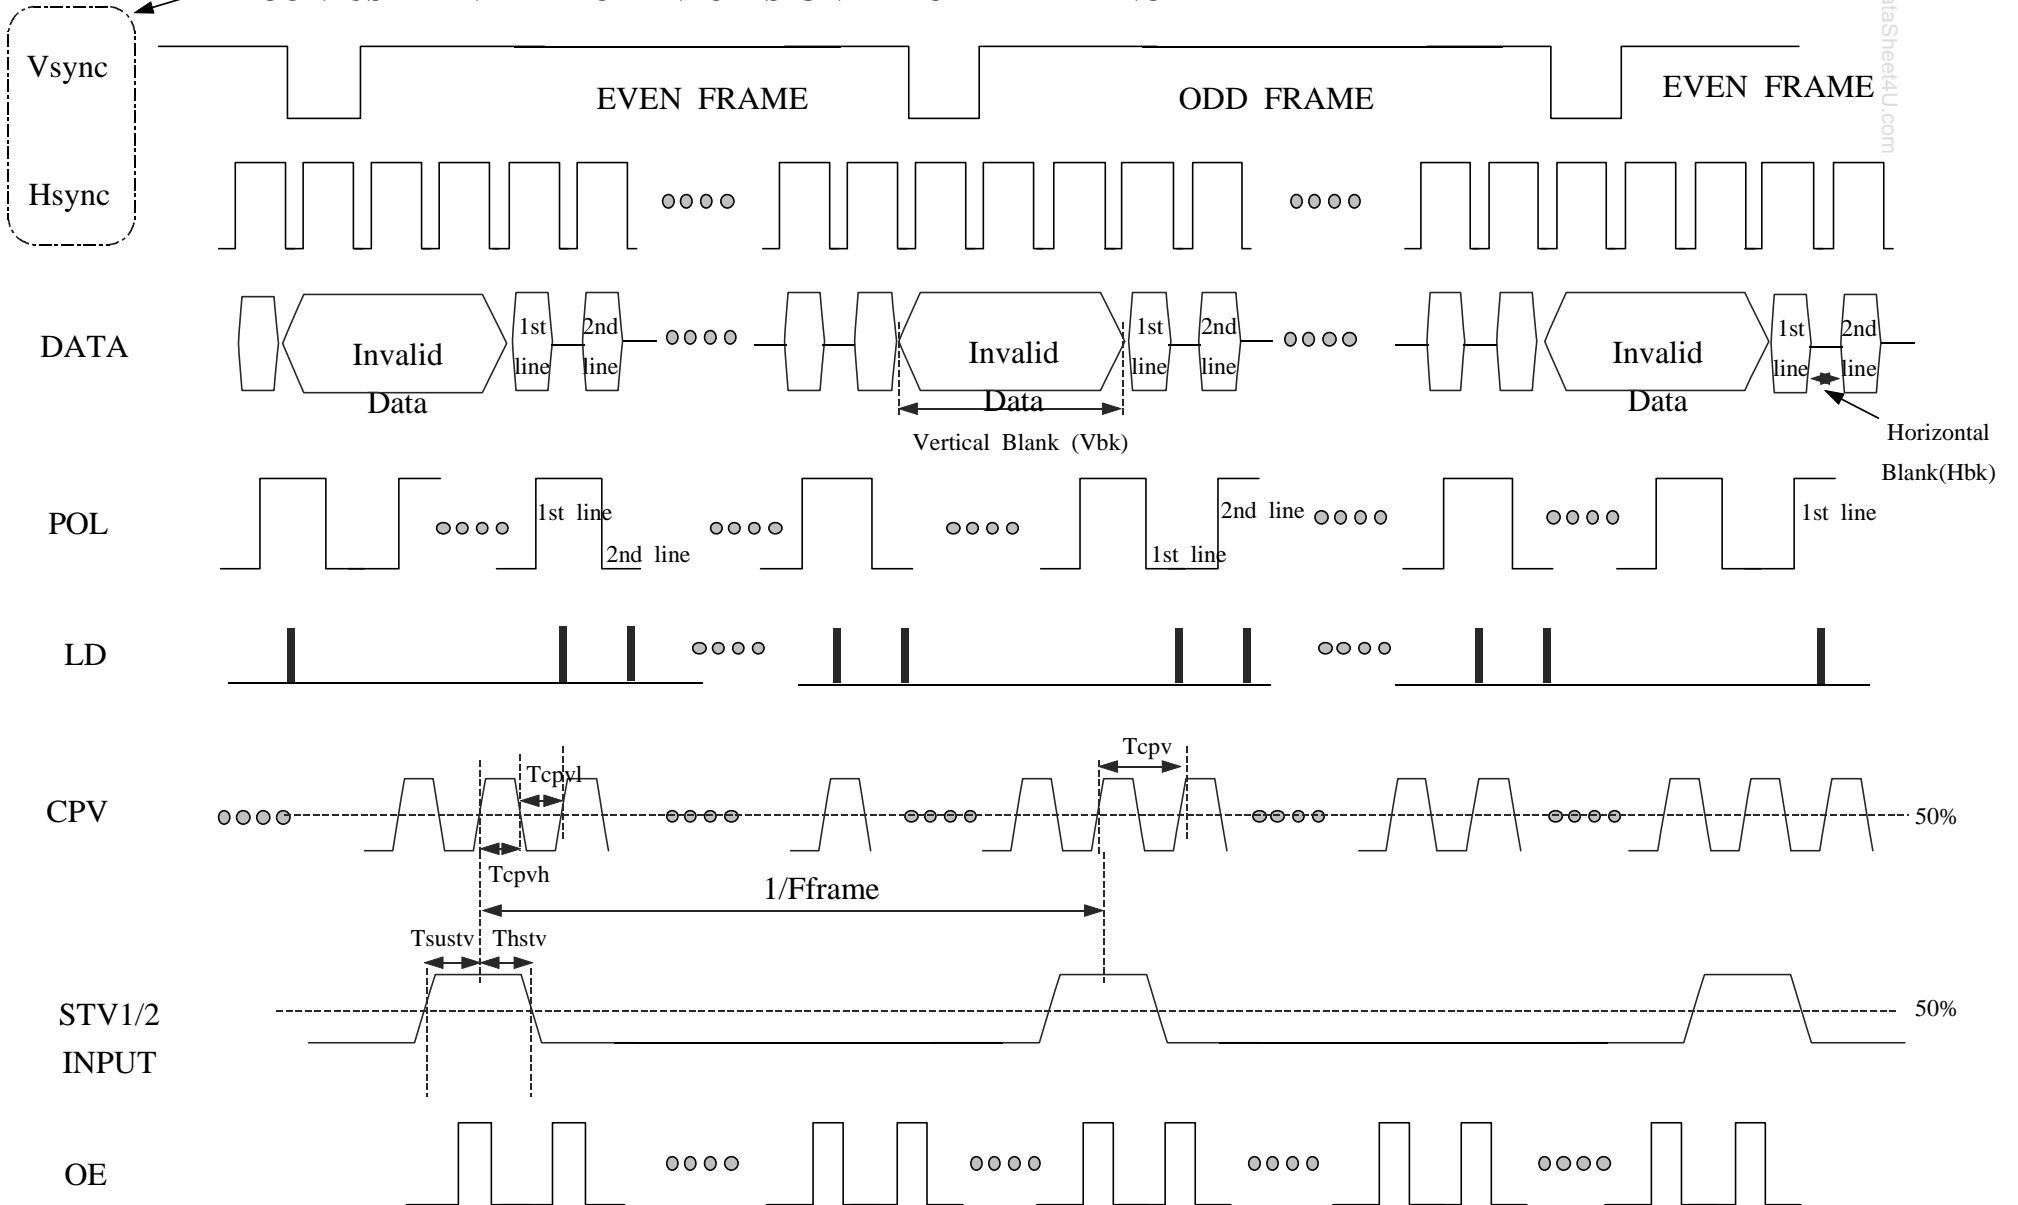 Vsync
EVEN FRAME
ODD FRAME
EVEN FRAME
Hsync
DATA
Invalid
Data
1st
line
2nd
line
Invalid
Data
1st
line
2nd
line
Invalid
Data
1st
line
2nd
line
Vertical Blank (Vbk)
Horizontal
Blank(Hbk)
POL
1st line
2nd line
1st line
2nd line
1st line
LD
CPV
Tcpvl
Tcpvh
Tcpv
50%
1/Fframe
Tsustv
Thstv
STV1/2
INPUT
50%
OE
ataSheet4U.com